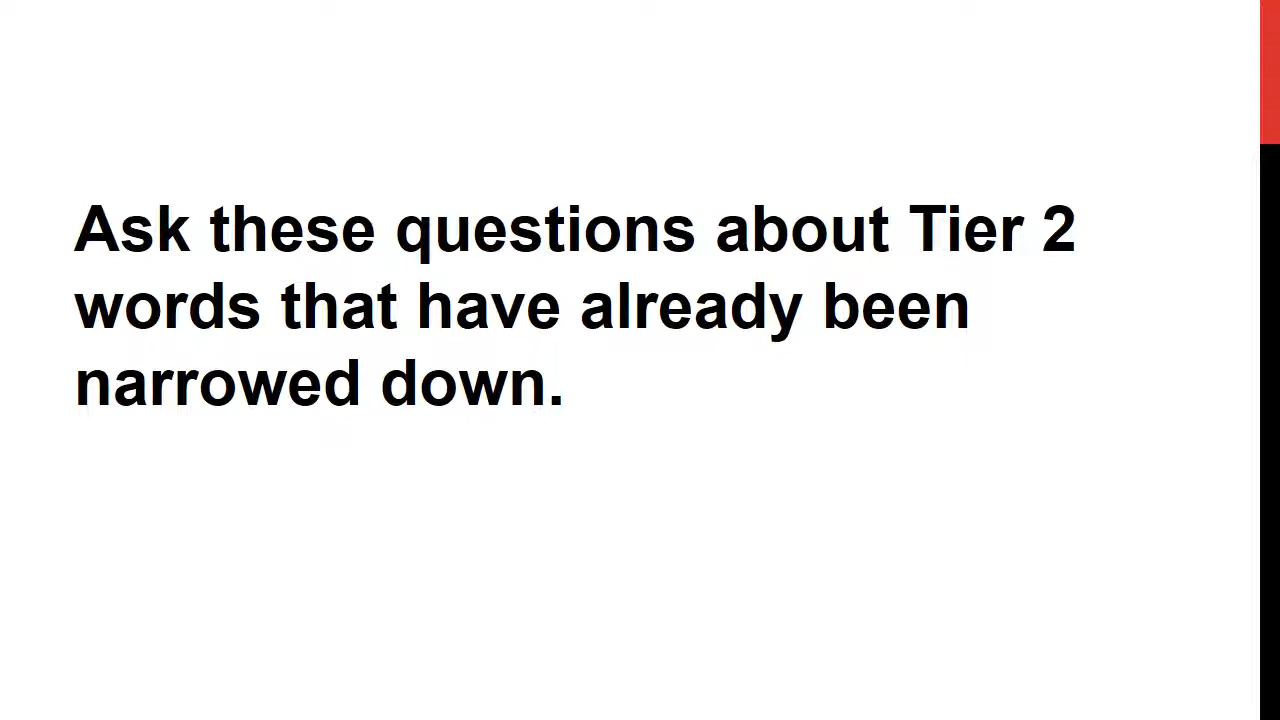 Ask these questions about Tier 2
words that have already been
narrowed down.